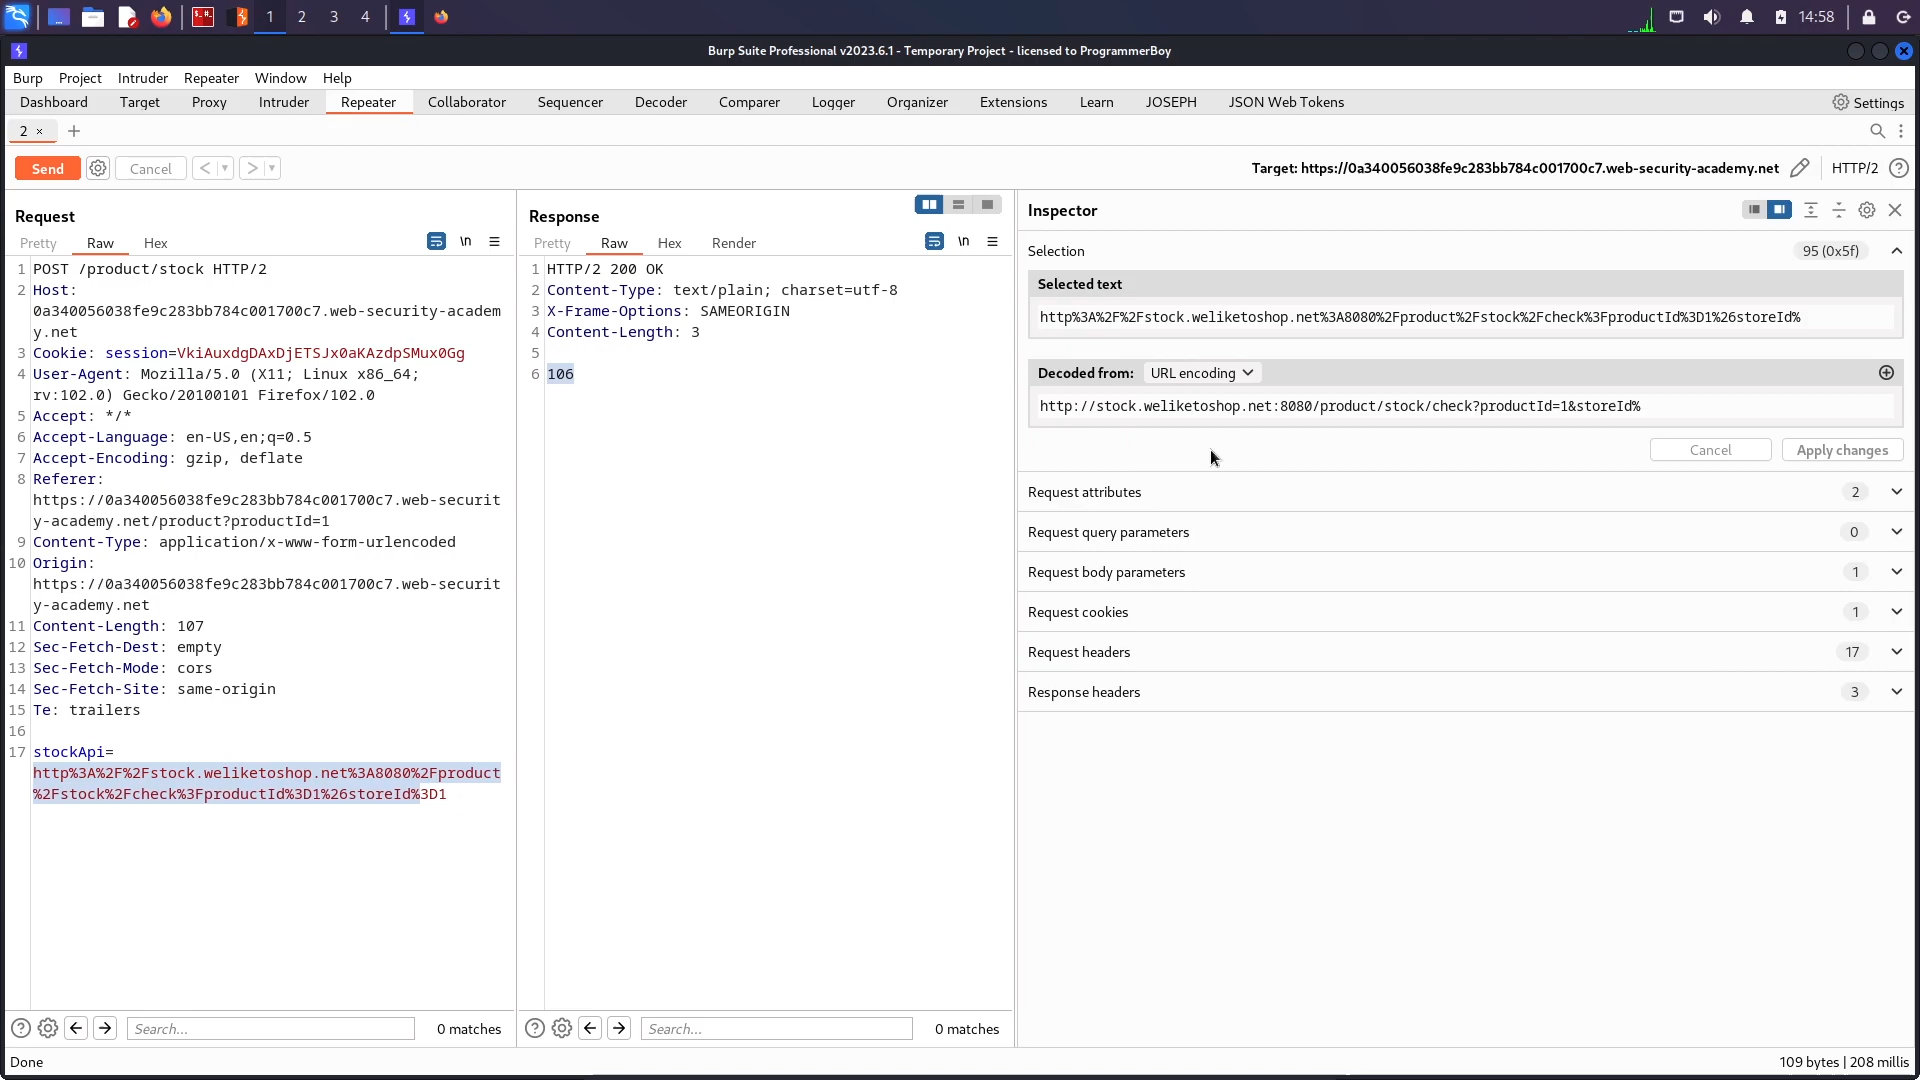 1 2 3 4 14:58
Burp Suite Professional v2023.6.1 - Temporary Project - licensed to ProgrammerBoy
Burp Project Intruder Repeater Window Help
Dashboard Target Proxy Intruder Repeater Collaborator Sequencer Decoder Comparer Logger Organizer Extensions Learn JOSEPH JSON Web Tokens Settings
2 × +
Send Cancel < > Target: https://0a340056038fe9c283bb784c001700c7.web-security-academy.net HTTP/2 ?
Request
Pretty Raw Hex \n
1 POST /product/stock HTTP/2
2 Host:
0a340056038fe9c283bb784c001700c7.web-security-academ
y.net
3 Cookie: session=VkiAuxdgDAxDjETSJx0aKAzdpSMux0Gg
4 User-Agent: Mozilla/5.0 (X11; Linux x86_64;
rv:102.0) Gecko/20100101 Firefox/102.0
5 Accept: */*
6 Accept-Language: en-US,en;q=0.5
7 Accept-Encoding: gzip, deflate
8 Referer:
https://0a340056038fe9c283bb784c001700c7.web-securit
y-academy.net/product?productId=1
9 Content-Type: application/x-www-form-urlencoded
10 Origin:
https://0a340056038fe9c283bb784c001700c7.web-securit
y-academy.net
11 Content-Length: 107
12 Sec-Fetch-Dest: empty
13 Sec-Fetch-Mode: cors
14 Sec-Fetch-Site: same-origin
15 Te: trailers
16
17 stockApi=
http%3A%2F%2Fstock.weliketoshop.net%3A8080%2Fproduct
%2Fstock%2Fcheck%3FproductId%3D1%26storeId%3D1
? Search... 0 matches
Response
Pretty Raw Hex Render \n
1 HTTP/2 200 OK
2 Content-Type: text/plain; charset=utf-8
3 X-Frame-Options: SAMEORIGIN
4 Content-Length: 3
5
6 106
? Search... 0 matches
Inspector
Selection 95 (0x5f)
Selected text
http%3A%2F%2Fstock.weliketoshop.net%3A8080%2Fproduct%2Fstock%2Fcheck%3FproductId%3D1%26storeId%
Decoded from: URL encoding
http://stock.weliketoshop.net:8080/product/stock/check?productId=1&storeId%
Cancel Apply changes
Request attributes 2
Request query parameters 0
Request body parameters 1
Request cookies 1
Request headers 17
Response headers 3
Done 109 bytes | 208 millis